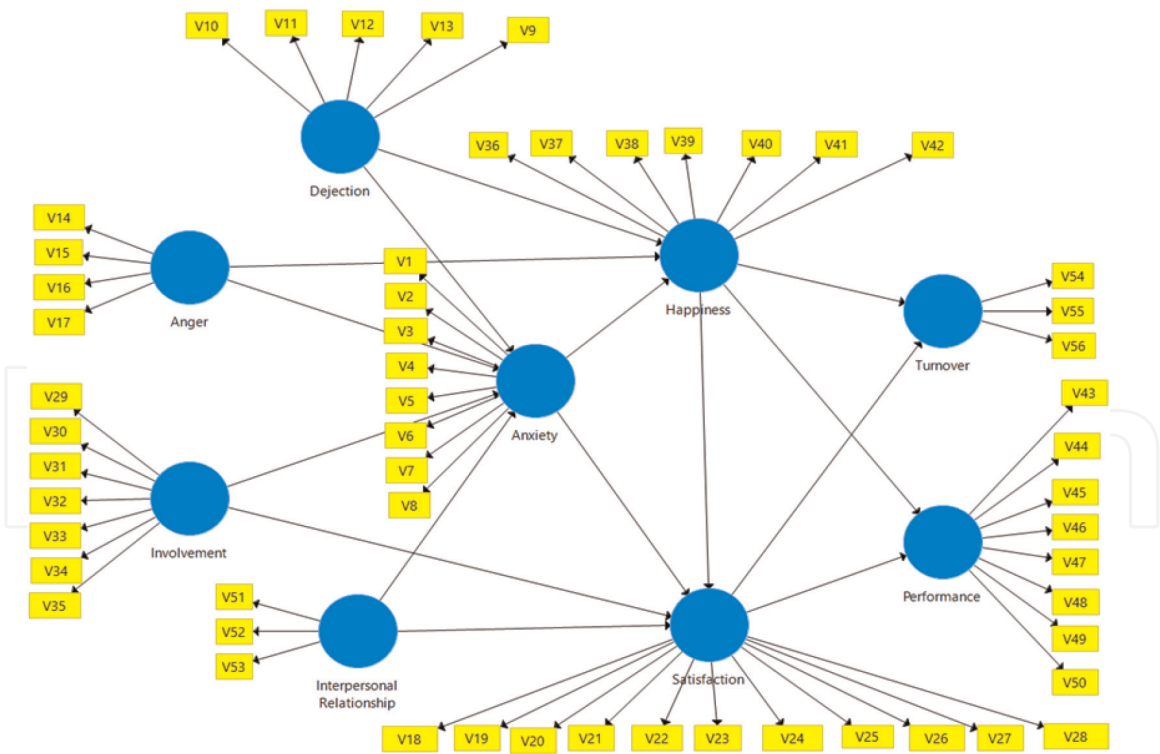 V10
V11
V12
V13
V9
Dejection
V36
V37
V38
V39
V40
V41
V42
Happiness
V14
V15
V16
V17
Anger
V1
V2
V3
V4
V5
V6
V7
V8
Anxiety
V54
V55
V56
Turnover
V29
V30
V31
V32
V33
V34
V35
Involvement
V43
V44
V45
V46
V47
V48
V49
V50
Performance
V51
V52
V53
Interpersonal
Relationship
Satisfaction
V18
V19
V20
V21
V22
V23
V24
V25
V26
V27
V28